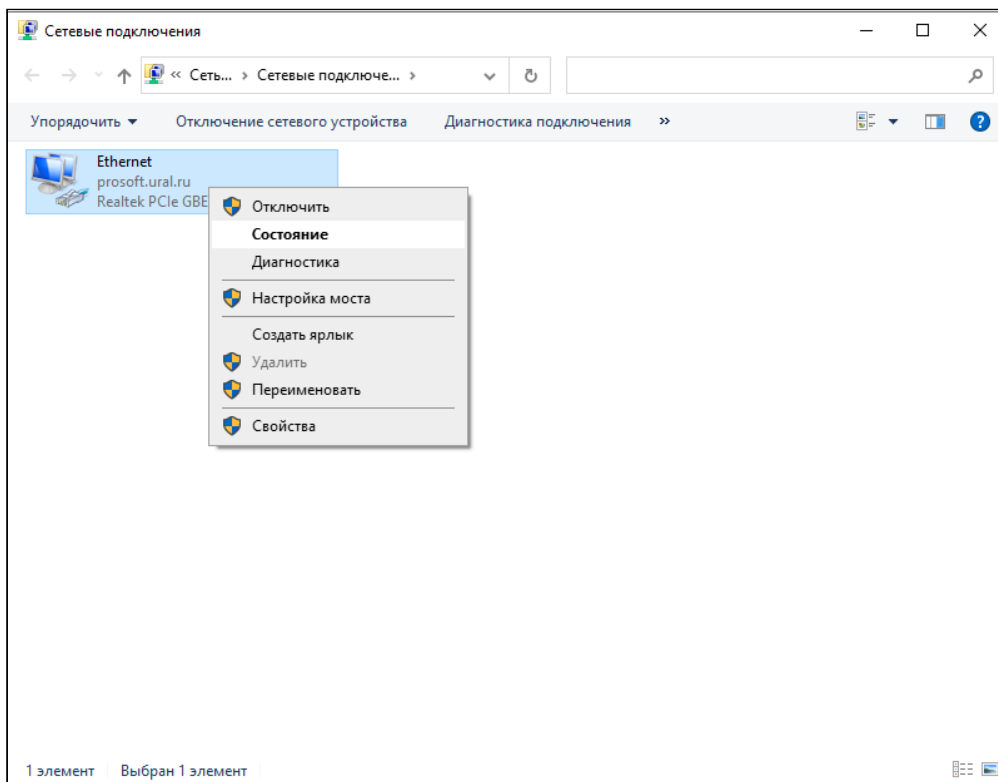 Сетевые подключения
« Сеть... › Сетевые подключе... ›
Упорядочить Отключение сетевого устройства Диагностика подключения »
Ethernet
prosoft.ural.ru
Realtek PCIe GBE
Отключить
Состояние
Диагностика
Настройка моста
Создать ярлык
Удалить
Переименовать
Свойства
1 элемент Выбран 1 элемент